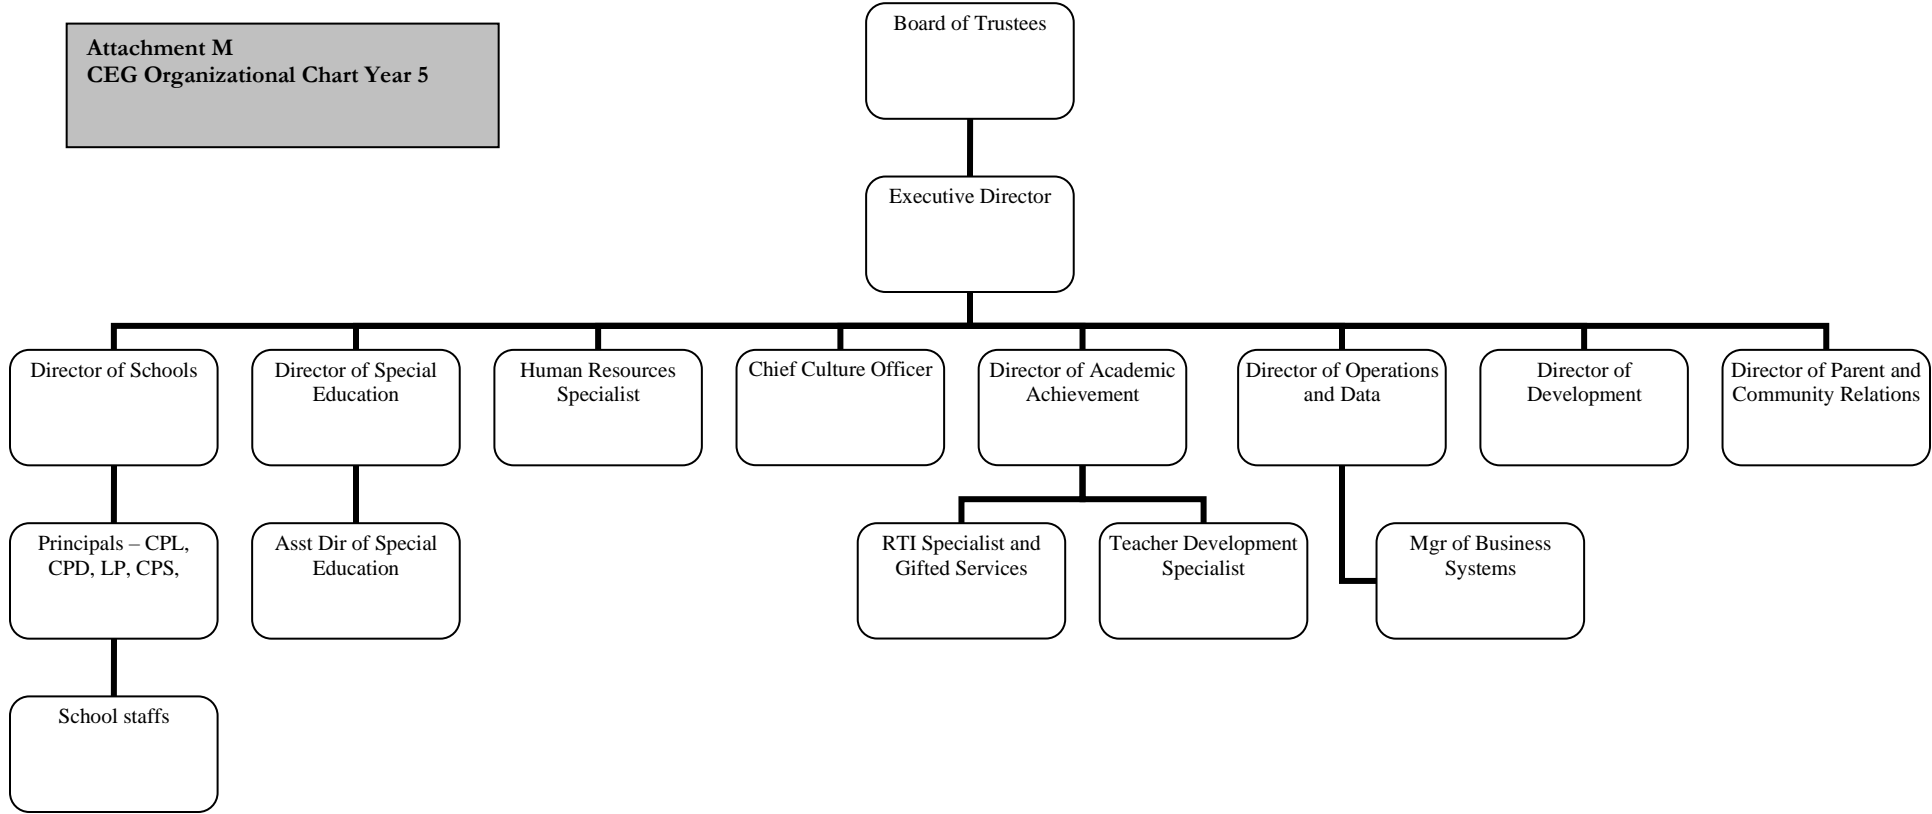 Attachment M
CEG Organizational Chart Year 5
Board of Trustees
Executive Director
Director of Schools
Director of Special
Education
Human Resources
Specialist
Chief Culture Officer
Director of Academic
Achievement
Director of Operations
and Data
Director of
Development
Director of Parent and
Community Relations
Principals – CPL,
CPD, LP, CPS,
Asst Dir of Special
Education
RTI Specialist and
Gifted Services
Teacher Development
Specialist
Mgr of Business
Systems
School staffs